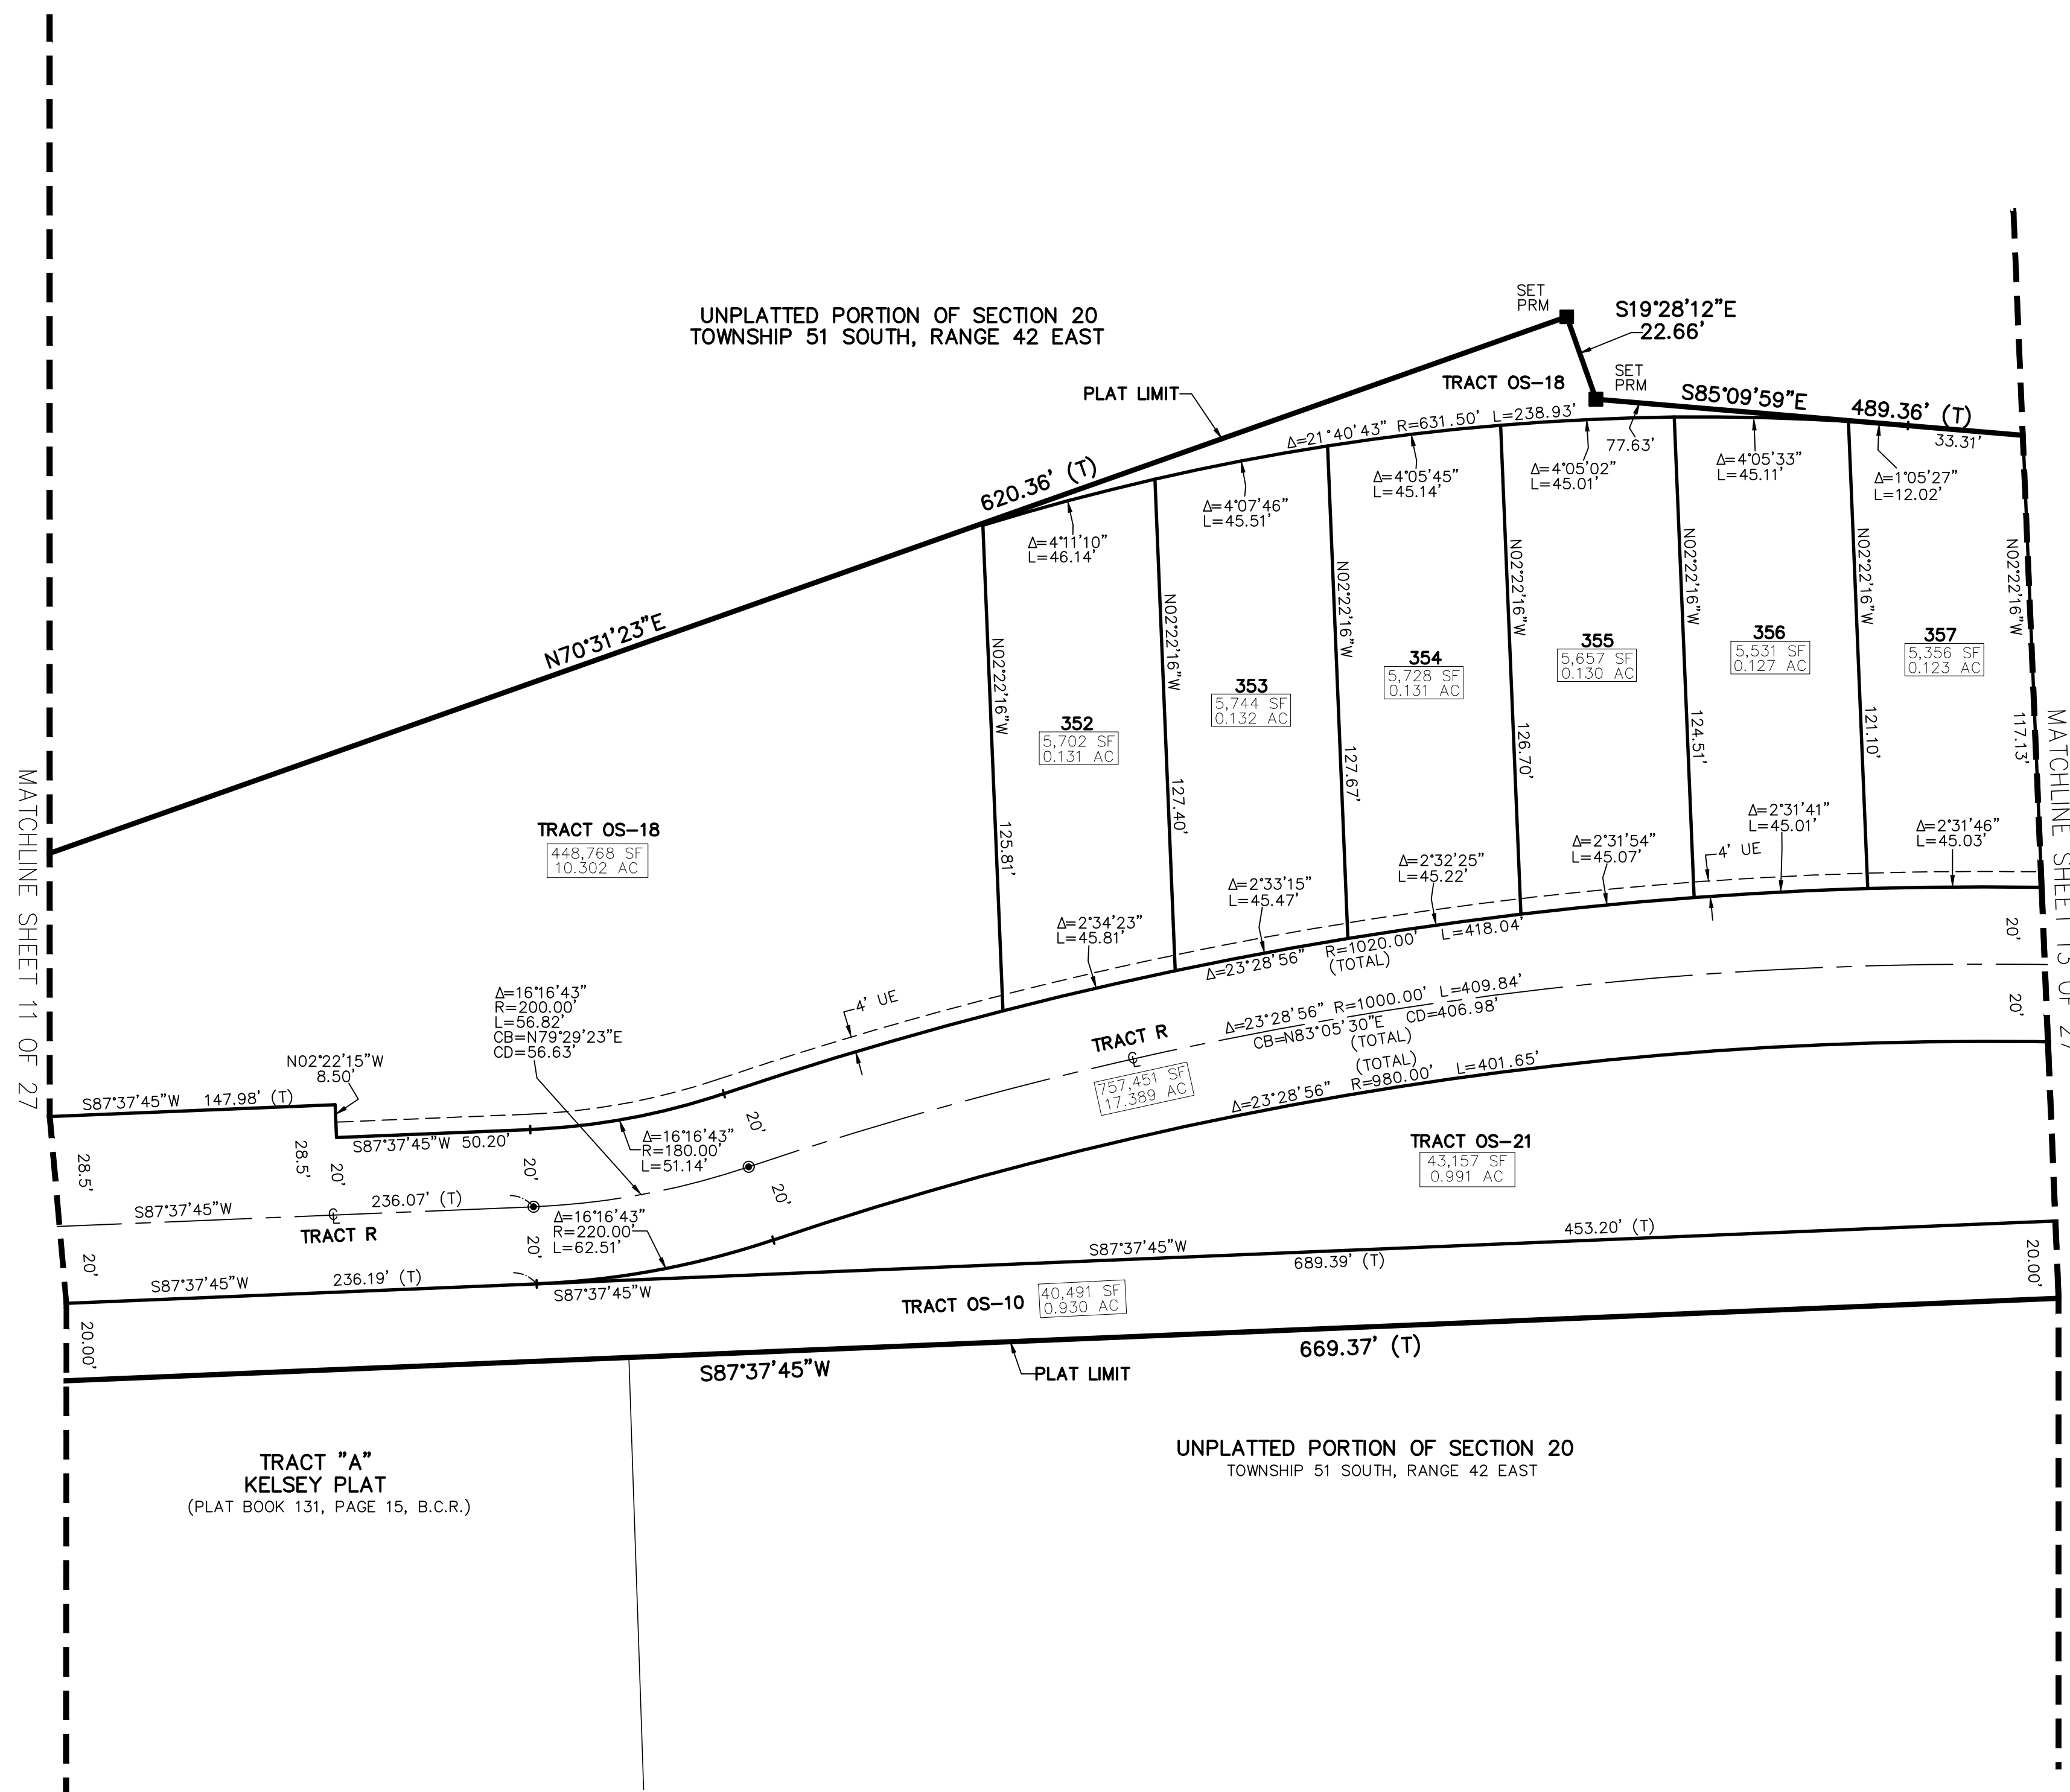 UNPLATTED PORTION OF SECTION 20
TOWNSHIP 51 SOUTH, RANGE 42 EAST
SET
PRM
S19°28'12"E
22.66'
SET
PRM
TRACT OS-18
PLAT LIMIT
S85°09'59"E
489.36' (T)
33.31'
77.63'
Δ=21°40'43" R=631.50' L=238.93'
620.36' (T)
N70°31'23"E
Δ=4°11'10"
L=46.14'
Δ=4°07'46"
L=45.51'
Δ=4°05'45"
L=45.14'
Δ=4°05'02"
L=45.01'
Δ=4°05'33"
L=45.11'
Δ=1°05'27"
L=12.02'
N02°22'16"W
125.81'
N02°22'16"W
127.40'
N02°22'16"W
127.67'
N02°22'16"W
126.70'
N02°22'16"W
124.51'
N02°22'16"W
121.10'
N02°22'16"W
117.13'
352
5,702 SF
0.131 AC
353
5,744 SF
0.132 AC
354
5,728 SF
0.131 AC
355
5,657 SF
0.130 AC
356
5,531 SF
0.127 AC
357
5,356 SF
0.123 AC
MATCHLINE SHEET 11 OF 27
MATCHLINE SHEET 13 OF 27
TRACT OS-18
448,768 SF
10.302 AC
Δ=2°34'23"
L=45.81'
Δ=2°33'15"
L=45.47'
Δ=2°32'25"
L=45.22'
Δ=2°31'54"
L=45.07'
Δ=2°31'41"
L=45.01'
Δ=2°31'46"
L=45.03'
4' UE
4' UE
Δ=23°28'56" R=1020.00' L=418.04'
(TOTAL)
20'
20'
Δ=16°16'43"
R=200.00'
L=56.82'
CB=N79°29'23"E
CD=56.63'
TRACT R
℄
757,451 SF
17.389 AC
Δ=23°28'56" R=1000.00' L=409.84'
CB=N83°05'30"E CD=406.98'
(TOTAL)
(TOTAL)
Δ=23°28'56" R=980.00' L=401.65'
N02°22'15"W
8.50'
S87°37'45"W 147.98' (T)
S87°37'45"W 50.20'
28.5'
28.5'
20'
20'
20'
Δ=16°16'43"
R=180.00'
L=51.14'
20'
S87°37'45"W
236.07' (T)
℄
TRACT R
20'
20'
Δ=16°16'43"
R=220.00'
L=62.51'
TRACT OS-21
43,157 SF
0.991 AC
S87°37'45"W
236.19' (T)
S87°37'45"W
S87°37'45"W
453.20' (T)
689.39' (T)
20.00'
20.00'
TRACT OS-10
40,491 SF
0.930 AC
S87°37'45"W
PLAT LIMIT
669.37' (T)
TRACT "A"
KELSEY PLAT
(PLAT BOOK 131, PAGE 15, B.C.R.)
UNPLATTED PORTION OF SECTION 20
TOWNSHIP 51 SOUTH, RANGE 42 EAST